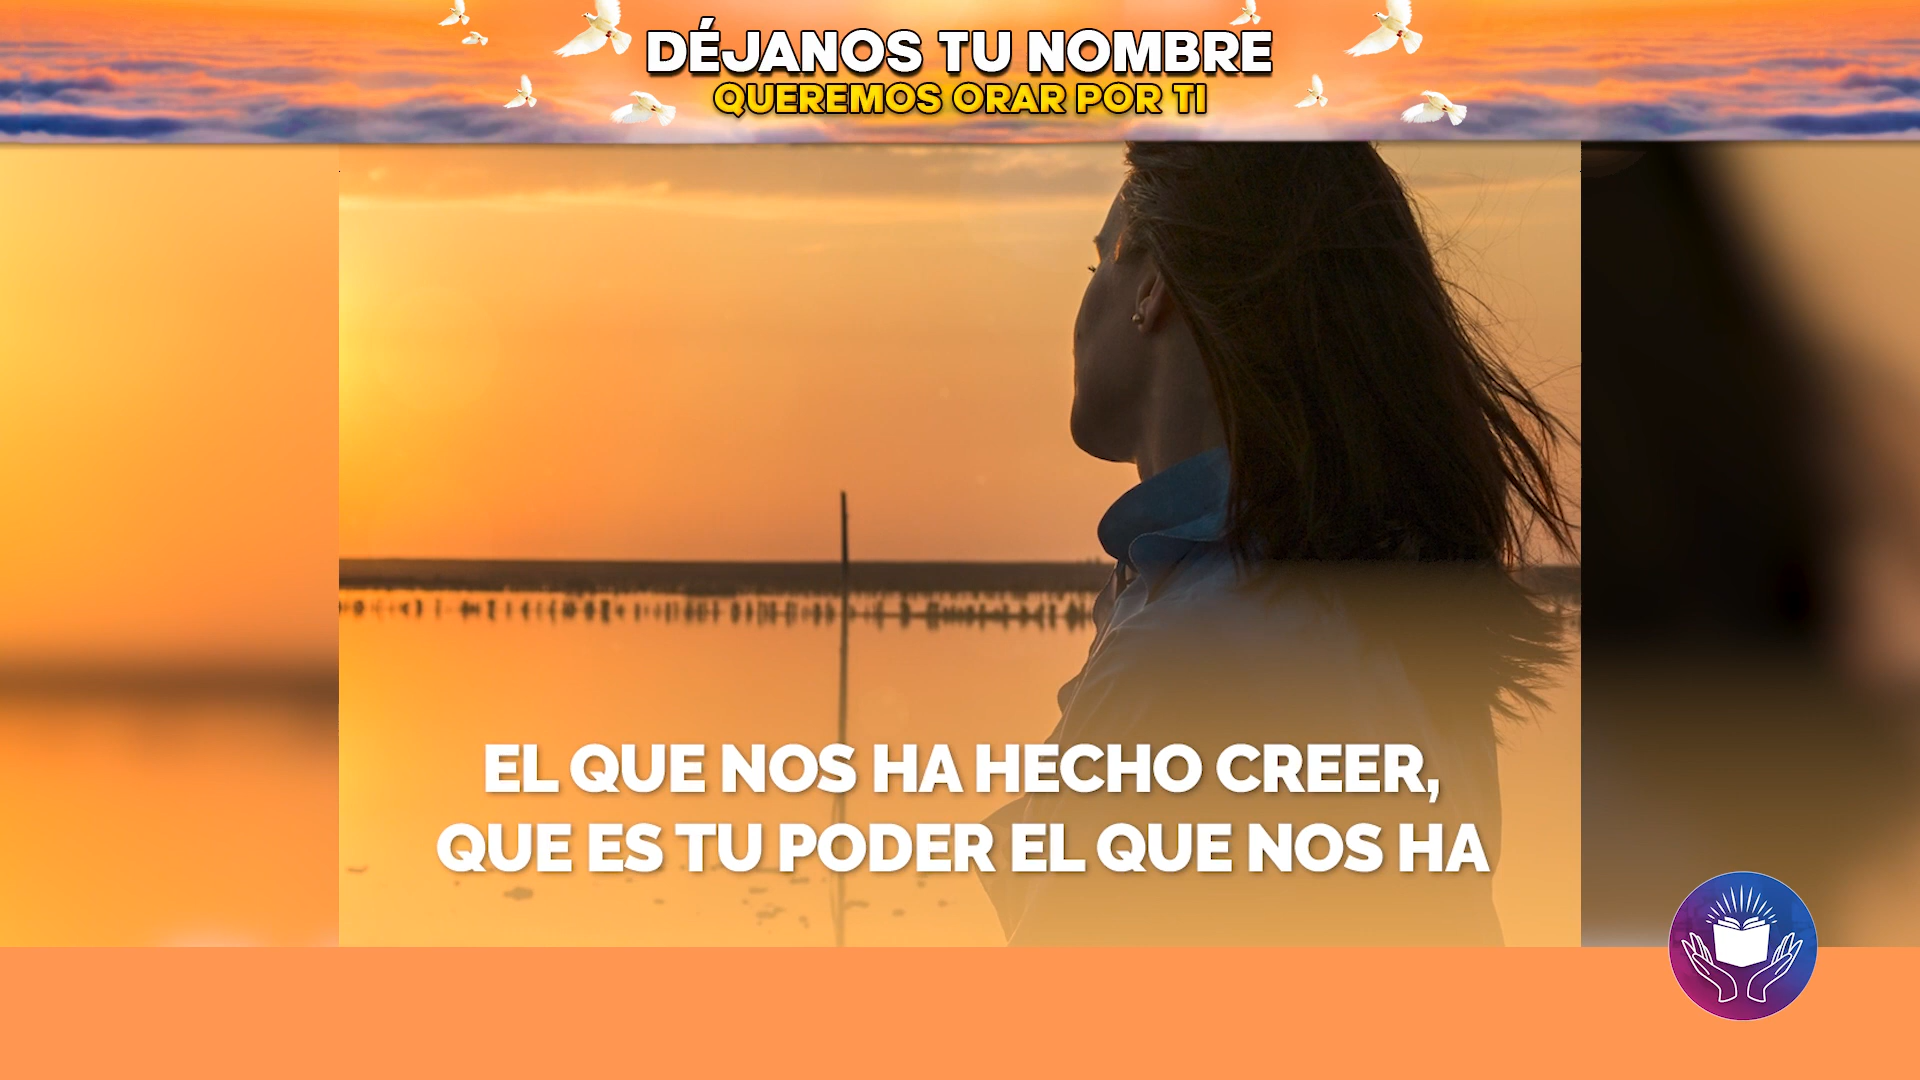 DÉJANOS TU NOMBRE
QUEREMOS ORAR POR TI
EL QUE NOS HA HECHO CREER,
QUE ES TU PODER EL QUE NOS HA